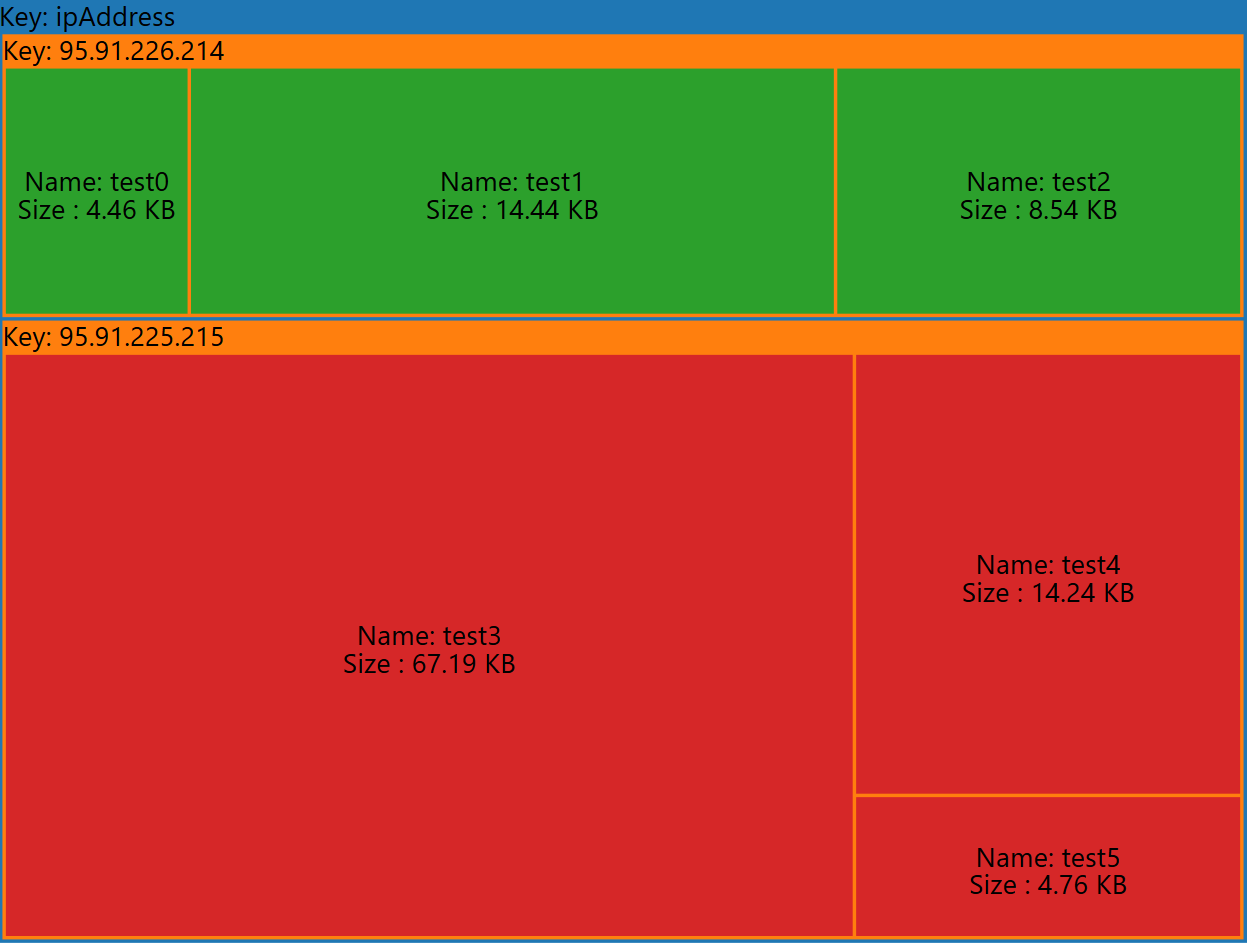 Key: ipAddress
Key: 95.91.226.214
Name: test0
Size : 4.46 KB
Name: test1
Size : 14.44 KB
Name: test2
Size : 8.54 KB
Key: 95.91.225.215
Name: test3
Size : 67.19 KB
Name: test4
Size : 14.24 KB
Name: test5
Size : 4.76 KB